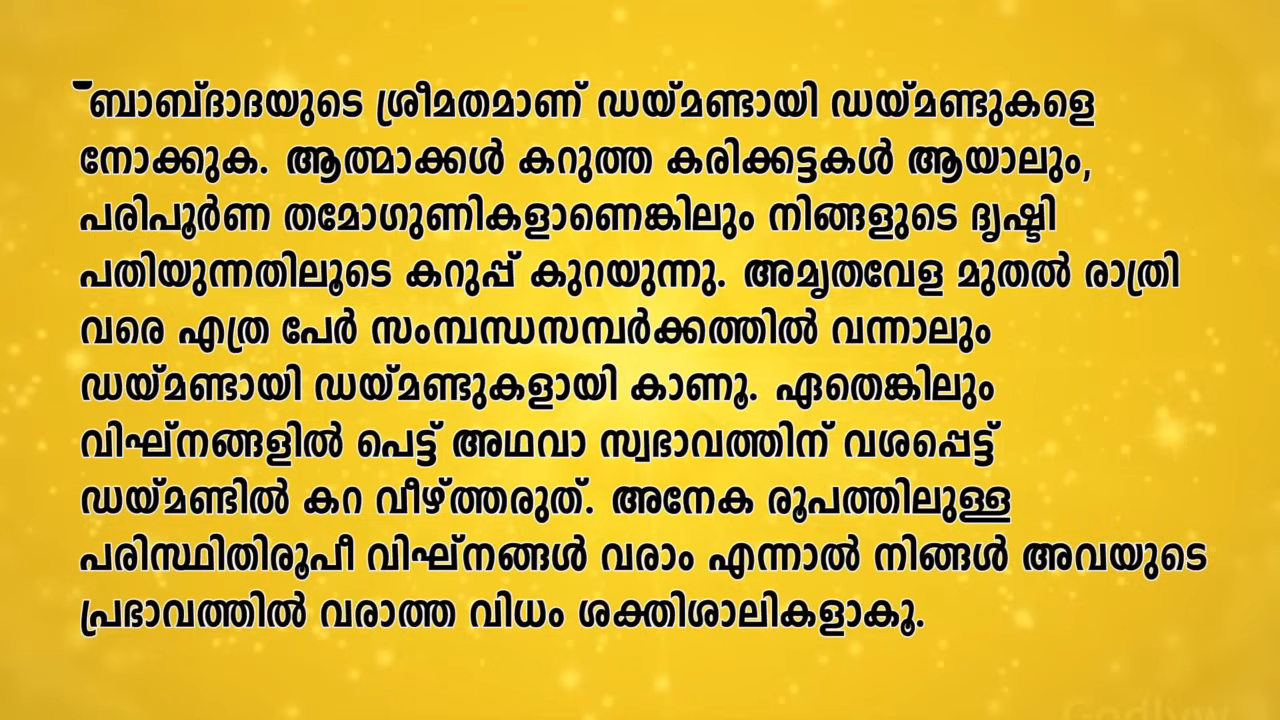 ബാബ്ദാദയുടെ ശ്രീമതമാണ് ഡയ്മണ്ടായി ഡയ്മണ്ടുകളെ
നോക്കുക. ആത്മാക്കൾ കറുത്ത കരിക്കട്ടകൾ ആയാലും,
പരിപൂർണ തമോഗുണികളാണെങ്കിലും നിങ്ങളുടെ ദൃഷ്ടി
പതിയുന്നതിലൂടെ കറുപ്പ് കുറയുന്നു. അമൃതവേള മുതൽ രാത്രി
വരെ എത്ര പേർ സംമ്പന്ധസമ്പർക്കത്തിൽ വന്നാലും
ഡയ്മണ്ടായി ഡയ്മണ്ടുകളായി കാണൂ. ഏതെങ്കിലും
വിഘ്നങ്ങളിൽ പെട്ട് അഥവാ സ്വഭാവത്തിന് വശപ്പെട്ട്
ഡയ്മണ്ടിൽ കറ വീഴ്ത്തരുത്. അനേക രൂപത്തിലുള്ള
പരിസ്ഥിതിരൂപീ വിഘ്നങ്ങൾ വരാം എന്നാൽ നിങ്ങൾ അവയുടെ
പ്രഭാവത്തിൽ വരാത്ത വിധം ശക്തിശാലികളാകൂ.